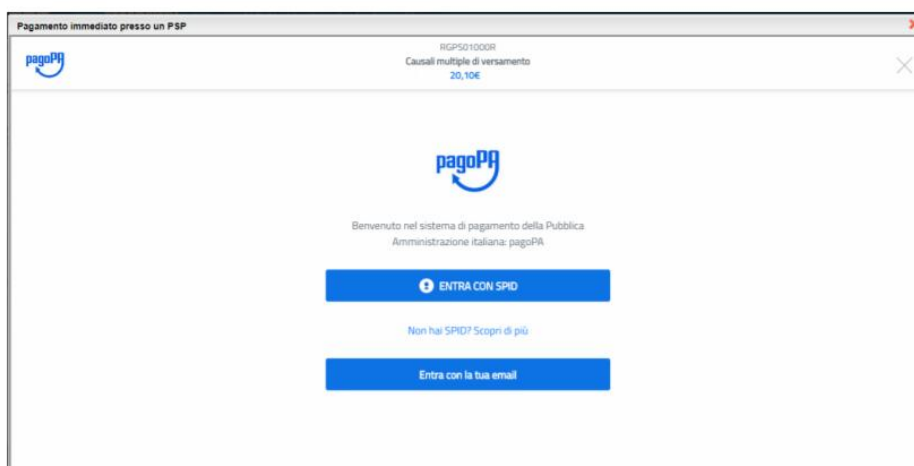 Pagamento immediato presso un PSP
RGPS01000R
pagoPA
Causali multiple di versamento
20,10€
pagoPA
Benvenuto nel sistema di pagamento della Pubblica
Amministrazione italiana: pagoPA
ENTRA CON SPID
Non hai SPID? Scopri di più
Entra con la tua email